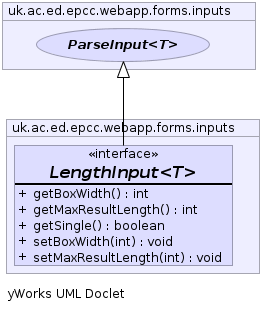 uk.ac.ed.epcc.webapp.forms.inputs
ParseInput<T>
uk.ac.ed.epcc.webapp.forms.inputs
«interface»
LengthInput<T>
+ getBoxWidth() : int
+ getMaxResultLength() : int
+ getSingle() : boolean
+ setBoxWidth(int) : void
+ setMaxResultLength(int) : void
yWorks UML Doclet